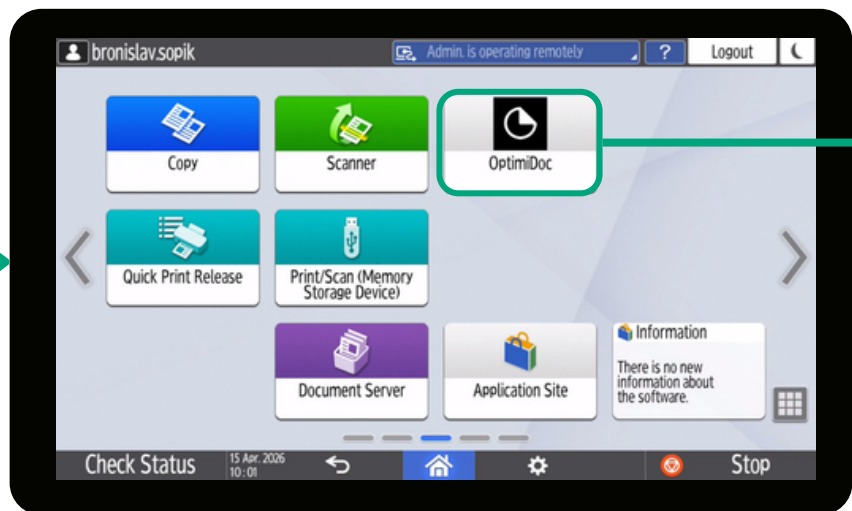 bronislav.sopik
Admin. is operating remotely
?
Logout
Copy
Scanner
OptimiDoc
Quick Print Release
Print/Scan (Memory
Storage Device)
Document Server
Application Site
Information
There is no new
information about
the software.
Check Status
15 Apr. 2026
10:01
Stop